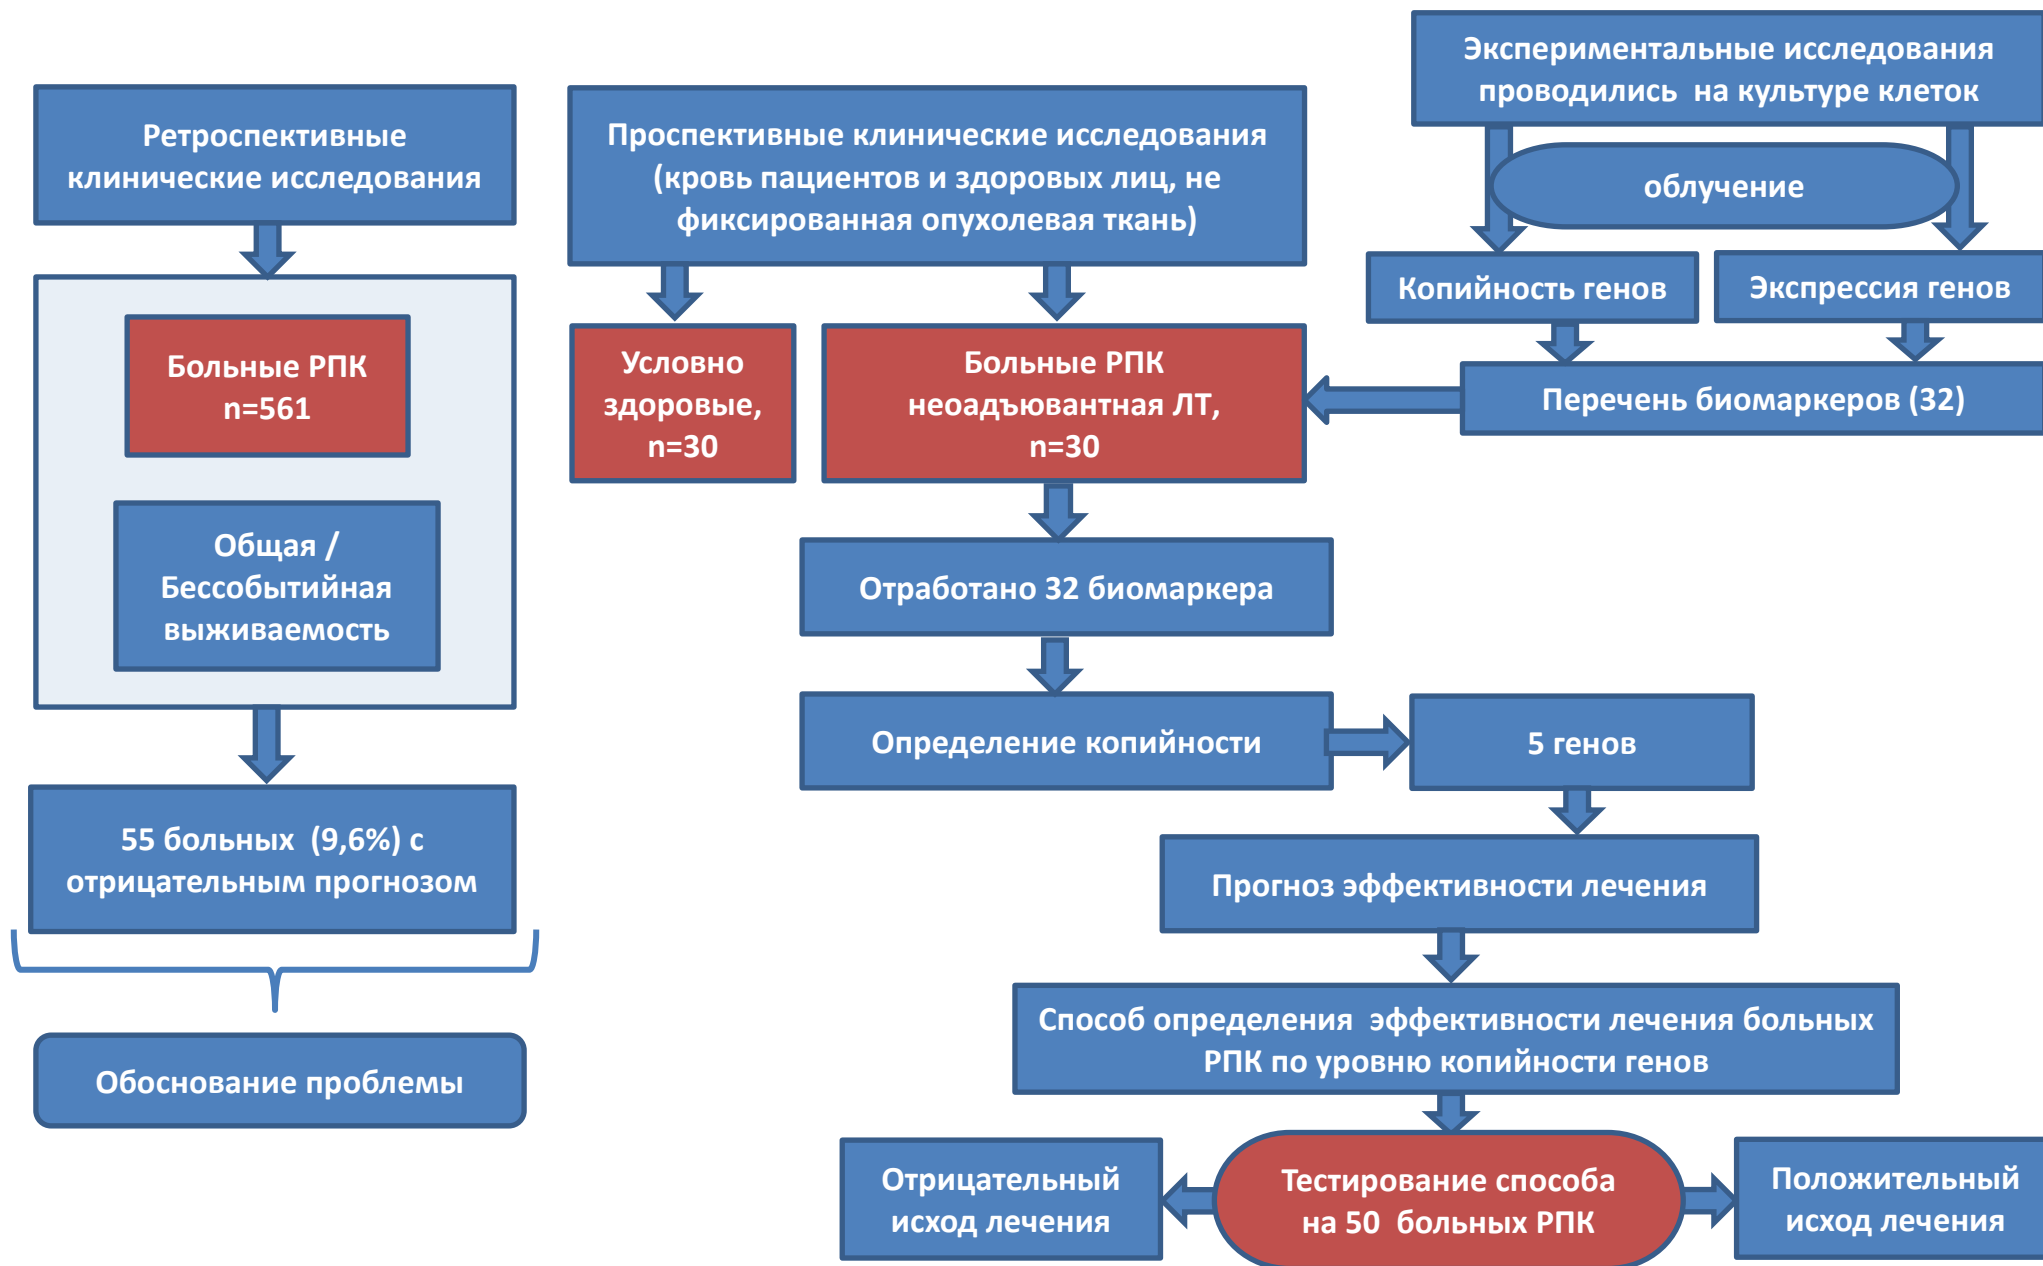 Ретроспективные
клинические исследования
Больные РПК
n=561
Общая /
Бессобытийная
выживаемость
55 больных (9,6%) с
отрицательным прогнозом
Обоснование проблемы
Проспективные клинические исследования
(кровь пациентов и здоровых лиц, не
фиксированная опухолевая ткань)
Условно
здоровые,
n=30
Больные РПК
неоадъювантная ЛТ,
n=30
Экспериментальные исследования
проводились на культуре клеток
облучение
Копийность генов
Экспрессия генов
Перечень биомаркеров (32)
Отработано 32 биомаркера
Определение копийности
5 генов
Прогноз эффективности лечения
Способ определения эффективности лечения больных
РПК по уровню копийности генов
Отрицательный
исход лечения
Тестирование способа
на 50 больных РПК
Положительный
исход лечения